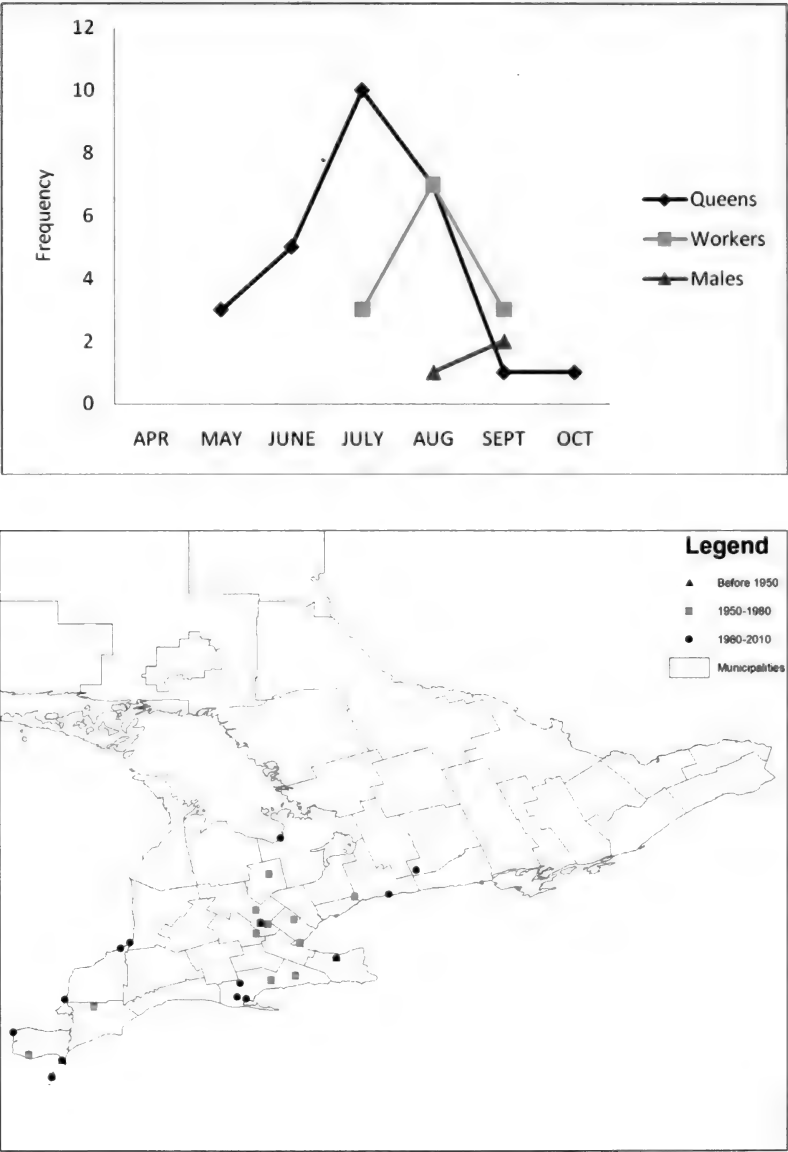 12
10
8
6
4
2
0
Frequency
APR MAY JUNE JULY AUG SEPT OCT
Queens
Workers
Males
Legend
Before 1950
1950-1980
1980-2010
Municipalities